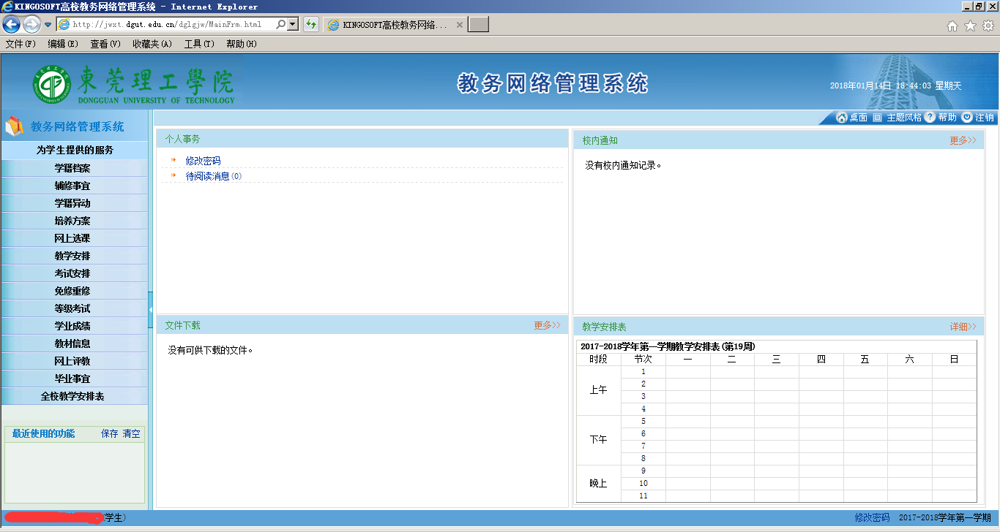 KINGOSOFT高校教务网络管理系统 - Internet Explorer
http://jwxt.dgut.edu.cn/dglgjw/MainFrm.html
KINGOSOFT高校教务网络...
文件(F) 编辑(E) 查看(V) 收藏夹(A) 工具(T) 帮助(H)
東莞理工學院
DONGGUAN UNIVERSITY OF TECHNOLOGY
教务网络管理系统
2018年01月14日 18:44:03 星期天
桌面 主题风格 帮助 注销
教务网络管理系统
为学生提供的服务
学籍档案
辅修事宜
学籍异动
培养方案
网上选课
教学安排
考试安排
免修重修
等级考试
学业成绩
教材信息
网上评教
毕业事宜
全校教学安排表
最近使用的功能 保存 清空
个人事务
修改密码
待阅读消息(0)
校内通知 更多>>
没有校内通知记录。
文件下载 更多>>
没有可供下载的文件。
教学安排表 详细>>
2017-2018学年第一学期教学安排表(第19周)
时段 节次 一 二 三 四 五 六 日
上午
1
2
3
4
下午
5
6
7
8
晚上
9
10
11
(学生)
修改密码 2017-2018学年第一学期